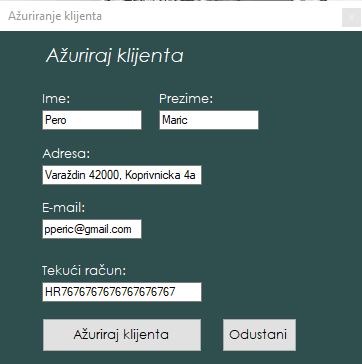 Ažuriranje klijenta
Ažuriraj klijenta
Ime: Prezime:
Pero Maric
Adresa:
Varaždin 42000, Koprivnicka 4a
E-mail:
pperic@gmail.com
Tekući račun:
HR7676767676767676767
Ažuriraj klijenta Odustani